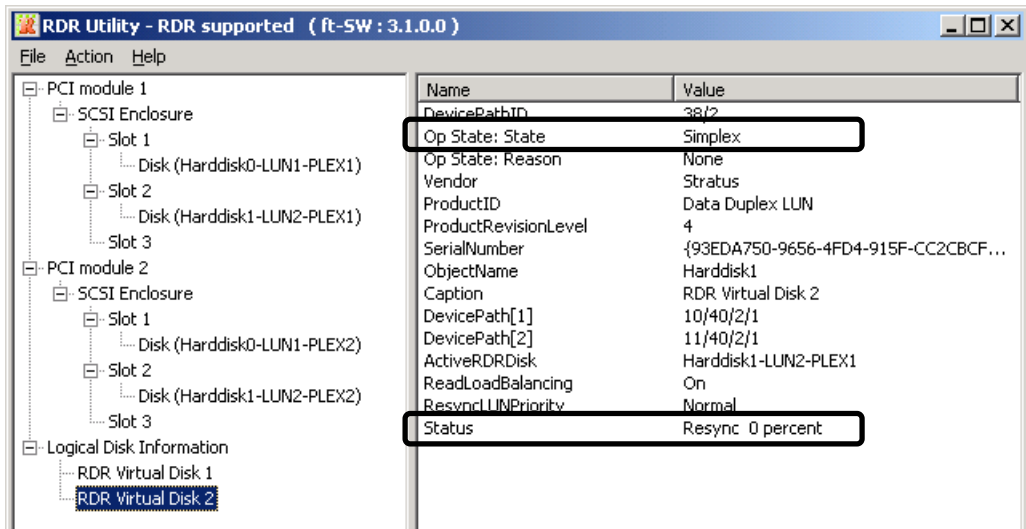 RDR Utility - RDR supported ( ft-SW : 3.1.0.0 )
File Action Help
PCI module 1
SCSI Enclosure
Slot 1
Disk (Harddisk0-LUN1-PLEX1)
Slot 2
Disk (Harddisk1-LUN2-PLEX1)
Slot 3
PCI module 2
SCSI Enclosure
Slot 1
Disk (Harddisk0-LUN1-PLEX2)
Slot 2
Disk (Harddisk1-LUN2-PLEX2)
Slot 3
Logical Disk Information
RDR Virtual Disk 1
RDR Virtual Disk 2
Name Value
DevicePathID 38/2
Op State: State Simplex
Op State: Reason None
Vendor Stratus
ProductID Data Duplex LUN
ProductRevisionLevel 4
SerialNumber {93EDA750-9656-4FD4-915F-CC2CBCF...
ObjectName Harddisk1
Caption RDR Virtual Disk 2
DevicePath[1] 10/40/2/1
DevicePath[2] 11/40/2/1
ActiveRDRDisk Harddisk1-LUN2-PLEX1
ReadLoadBalancing On
ResyncLUNPriority Normal
Status Resync 0 percent